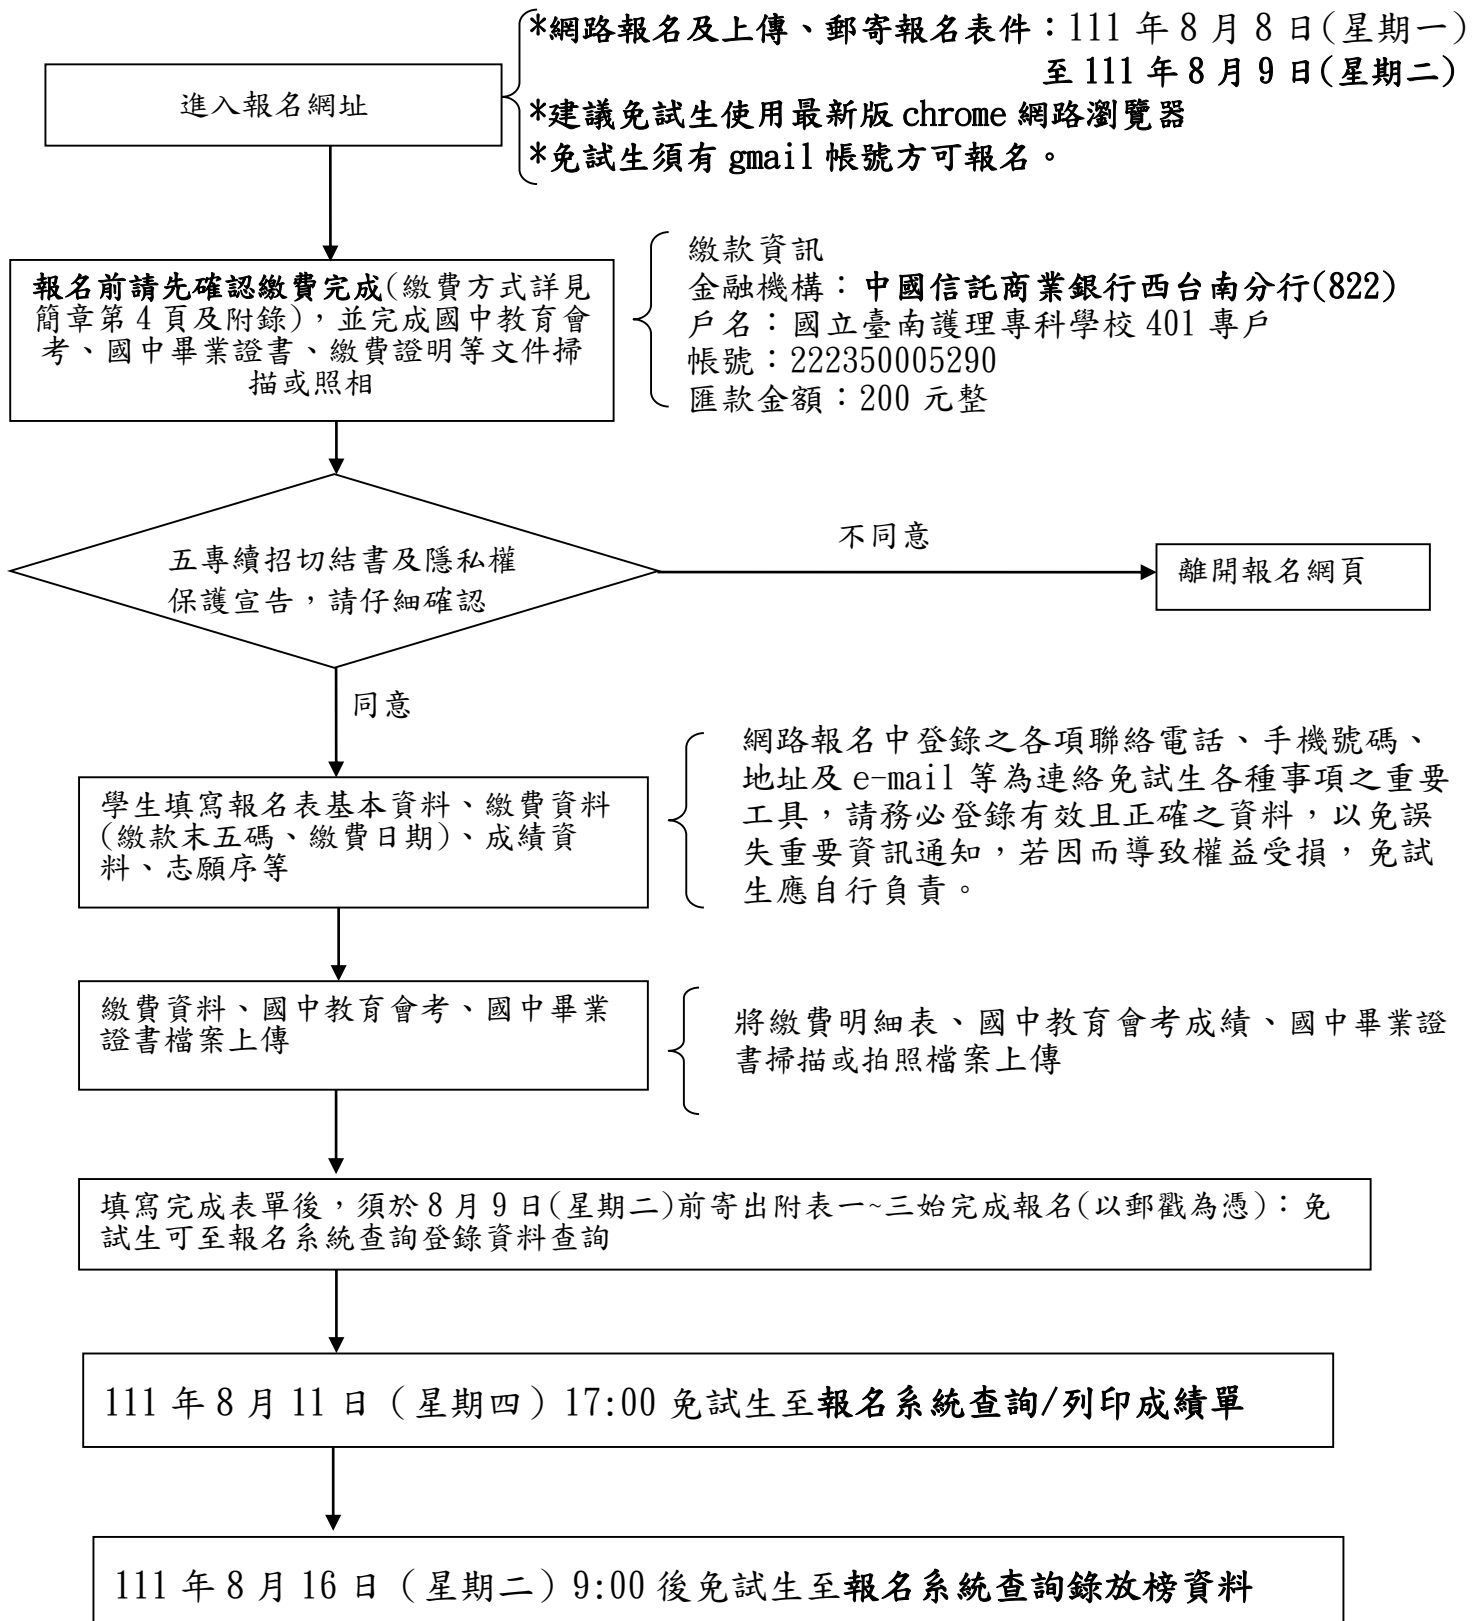 *網路報名及上傳、郵寄報名表件：111 年 8 月 8 日(星期一)
至 111 年 8 月 9 日(星期二)
*建議免試生使用最新版 chrome 網路瀏覽器
*免試生須有 gmail 帳號方可報名。
進入報名網址
報名前請先確認繳費完成(繳費方式詳見
簡章第 4 頁及附錄)，並完成國中教育會
考、國中畢業證書、繳費證明等文件掃
描或照相
繳款資訊
金融機構：中國信託商業銀行西台南分行(822)
戶名：國立臺南護理專科學校 401 專戶
帳號：222350005290
匯款金額：200 元整
五專續招切結書及隱私權
保護宣告，請仔細確認
不同意
離開報名網頁
同意
學生填寫報名表基本資料、繳費資料
(繳款末五碼、繳費日期)、成績資
料、志願序等
網路報名中登錄之各項聯絡電話、手機號碼、
地址及 e-mail 等為連絡免試生各種事項之重要
工具，請務必登錄有效且正確之資料，以免誤
失重要資訊通知，若因而導致權益受損，免試
生應自行負責。
繳費資料、國中教育會考、國中畢業
證書檔案上傳
將繳費明細表、國中教育會考成績、國中畢業證
書掃描或拍照檔案上傳
填寫完成表單後，須於 8 月 9 日(星期二)前寄出附表一~三始完成報名(以郵戳為憑)：免
試生可至報名系統查詢登錄資料查詢
111 年 8 月 11 日（星期四）17:00 免試生至報名系統查詢/列印成績單
111 年 8 月 16 日（星期二）9:00 後免試生至報名系統查詢錄放榜資料